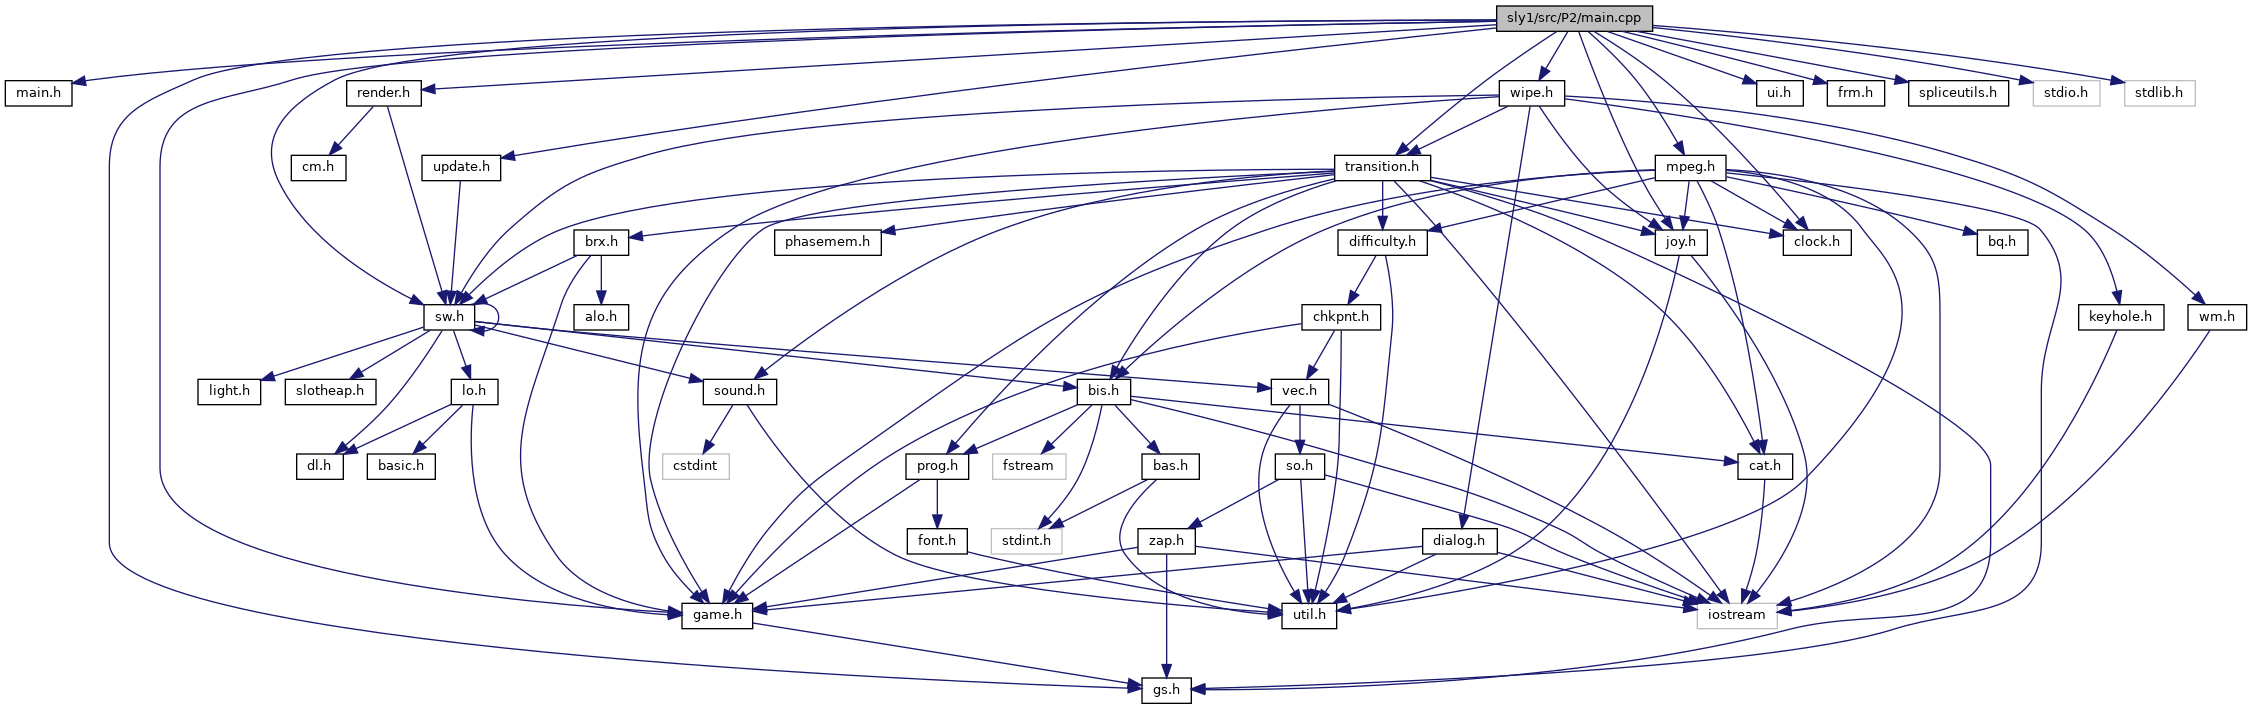 sly1/src/P2/main.cpp
main.h
render.h
wipe.h
ui.h
frm.h
spliceutils.h
stdio.h
stdlib.h
cm.h
update.h
transition.h
mpeg.h
brx.h
phasemem.h
difficulty.h
joy.h
clock.h
bq.h
sw.h
alo.h
chkpnt.h
keyhole.h
wm.h
light.h
slotheap.h
lo.h
sound.h
bis.h
vec.h
dl.h
basic.h
cstdint
prog.h
fstream
bas.h
so.h
cat.h
font.h
stdint.h
zap.h
dialog.h
game.h
util.h
iostream
gs.h